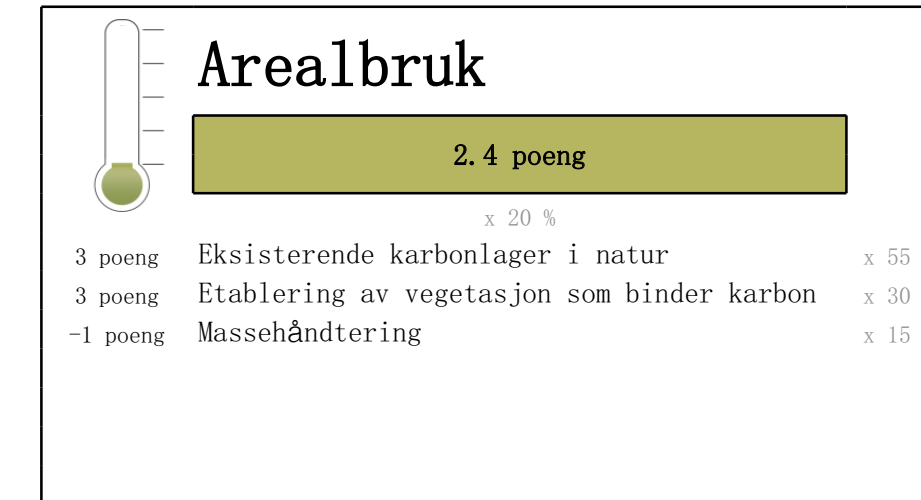 Arealbruk
2.4 poeng
x 20 %
3 poeng Eksisterende karbonlager i natur x 55
3 poeng Etablering av vegetasjon som binder karbon x 30
-1 poeng Massehåndtering x 15